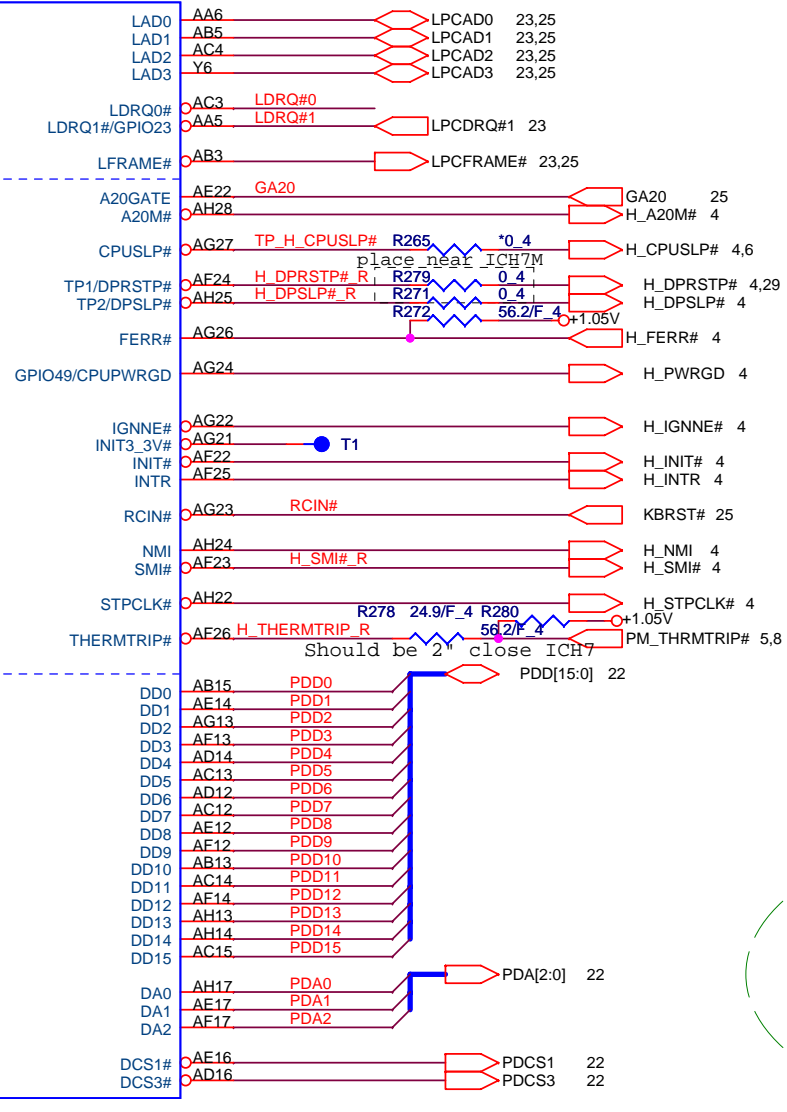 LAD0 AA6 LPCAD0 23,25
LAD1 AB5 LPCAD1 23,25
LAD2 AC4 LPCAD2 23,25
LAD3 Y6 LPCAD3 23,25
LDRQ0# AC3 LDRQ#0
LDRQ1#/GPIO23 AA5 LDRQ#1 LPCDRQ#1 23
LFRAME# AB3 LPCFRAME# 23,25
A20GATE AE22 GA20 GA20 25
A20M# AH28 H_A20M# 4
CPUSLP# AG27 TP_H_CPUSLP# R265 *0_4 H_CPUSLP# 4,6
place near ICH7M
TP1/DPRSTP# AF24 H_DPRSTP#_R R279 0_4 H_DPRSTP# 4,29
TP2/DPSLP# AH25 H_DPSLP#_R R271 0_4 H_DPSLP# 4
R272 56.2/F_4 +1.05V
FERR# AG26 H_FERR# 4
GPIO49/CPUPWRGD AG24 H_PWRGD 4
IGNNE# AG22 H_IGNNE# 4
INIT3_3V# AG21 T1
INIT# AF22 H_INIT# 4
INTR AF25 H_INTR 4
RCIN# AG23 RCIN# KBRST# 25
NMI AH24 H_NMI 4
SMI# AF23 H_SMI#_R H_SMI# 4
STPCLK# AH22 H_STPCLK# 4
R278 24.9/F_4 R280 +1.05V
THERMTRIP# AF26 H_THERMTRIP_R 56.2/F_4 PM_THRMTRIP# 5,8
Should be 2" close ICH7
PDD[15:0] 22
DD0 AB15 PDD0
DD1 AE14 PDD1
DD2 AG13 PDD2
DD3 AF13 PDD3
DD4 AD14 PDD4
DD5 AC13 PDD5
DD6 AD12 PDD6
DD7 AC12 PDD7
DD8 AE12 PDD8
DD9 AF12 PDD9
DD10 AB13 PDD10
DD11 AC14 PDD11
DD12 AF14 PDD12
DD13 AH13 PDD13
DD14 AH14 PDD14
DD15 AC15 PDD15
PDA[2:0] 22
DA0 AH17 PDA0
DA1 AE17 PDA1
DA2 AF17 PDA2
DCS1# AE16 PDCS1 22
DCS3# AD16 PDCS3 22